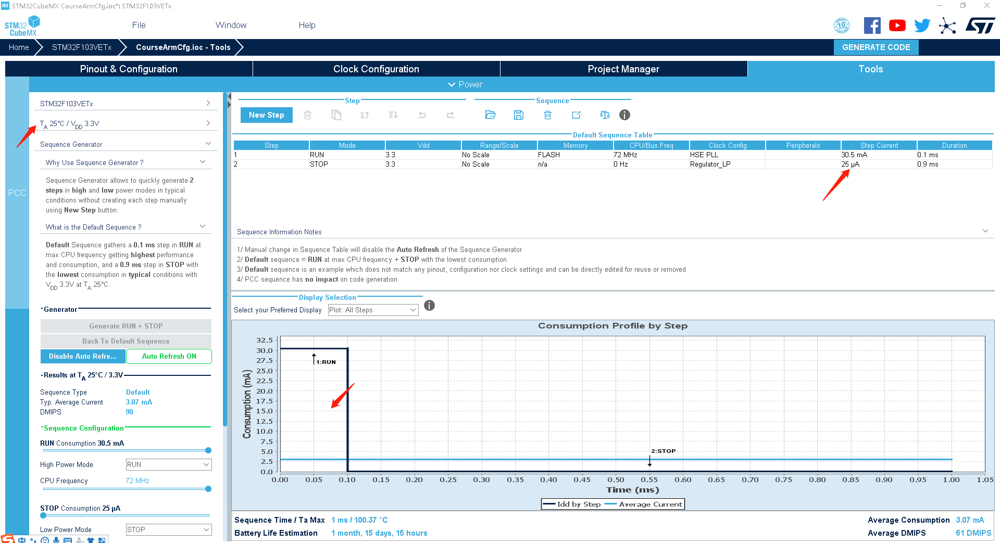 MX STM32CubeMX CourseArmCfg.ioc*: STM32F103VETx
STM32
CubeMX
File Window Help
10
ST
Home STM32F103VETx CourseArmCfg.ioc - Tools GENERATE CODE
Pinout & Configuration Clock Configuration Project Manager Tools
Power
PCC
STM32F103VETx
TA 25°C / VDD 3.3V
Sequence Generator
Why Use Sequence Generator ?
Sequence Generator allows to quickly generate 2
steps in high and low power modes in typical
conditions without creating each step manually
using New Step button.
What is the Default Sequence ?
Default Sequence gathers a 0.1 ms step in RUN at
max CPU frequency getting highest performance
and consumption, and a 0.9 ms step in STOP with
the lowest consumption in typical conditions with
VDD 3.3V at TA 25°C.
Generator
Generate RUN + STOP
Back To Default Sequence
Disable Auto Refre... Auto Refresh ON
Results at TA 25°C / 3.3V
Sequence Type Default
Typ. Average Current 3.07 mA
DMIPS 90
Sequence Configuration
RUN Consumption 30.5 mA
High Power Mode RUN
CPU Frequency 72 MHz
STOP Consumption 25 µA
Low Power Mode STOP
中
Step Sequence
New Step
Default Sequence Table
Step Mode Vdd Range/Scale Memory CPU/Bus Freq Clock Config Peripherals Step Current Duration
1 RUN 3.3 No Scale FLASH 72 MHz HSE PLL 30.5 mA 0.1 ms
2 STOP 3.3 No Scale n/a 0 Hz Regulator_LP 25 µA 0.9 ms
Sequence Information Notes
1/ Manual change in Sequence Table will disable the Auto Refresh of the Sequence Generator
2/ Default sequence = RUN at max CPU frequency + STOP with the lowest consumption
3/ Default sequence is an example which does not match any pinout, configuration nor clock settings and can be directly edited for reuse or removed
4/ PCC sequence has no impact on code generation
Display Selection
Select your Preferred Display Plot: All Steps
Consumption Profile by Step
Consumption (mA)
32.5
30.0
27.5
25.0
22.5
20.0
17.5
15.0
12.5
10.0
7.5
5.0
2.5
0.0
1:RUN
2:STOP
0.00 0.05 0.10 0.15 0.20 0.25 0.30 0.35 0.40 0.45 0.50 0.55 0.60 0.65 0.70 0.75 0.80 0.85 0.90 0.95 1.00 1.05
Time (ms)
Idd by Step Average Current
Sequence Time / Ta Max 1 ms / 100.37 °C Average Consumption 3.07 mA
Battery Life Estimation 1 month, 15 days, 15 hours Average DMIPS 61 DMIPS